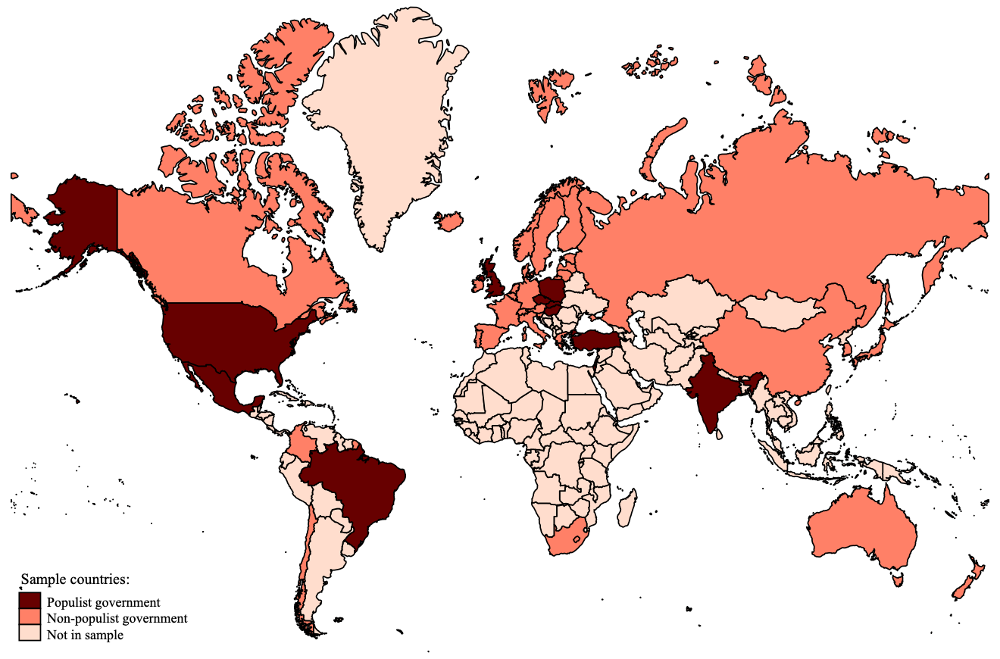 Sample countries:
Populist government
Non-populist government
Not in sample